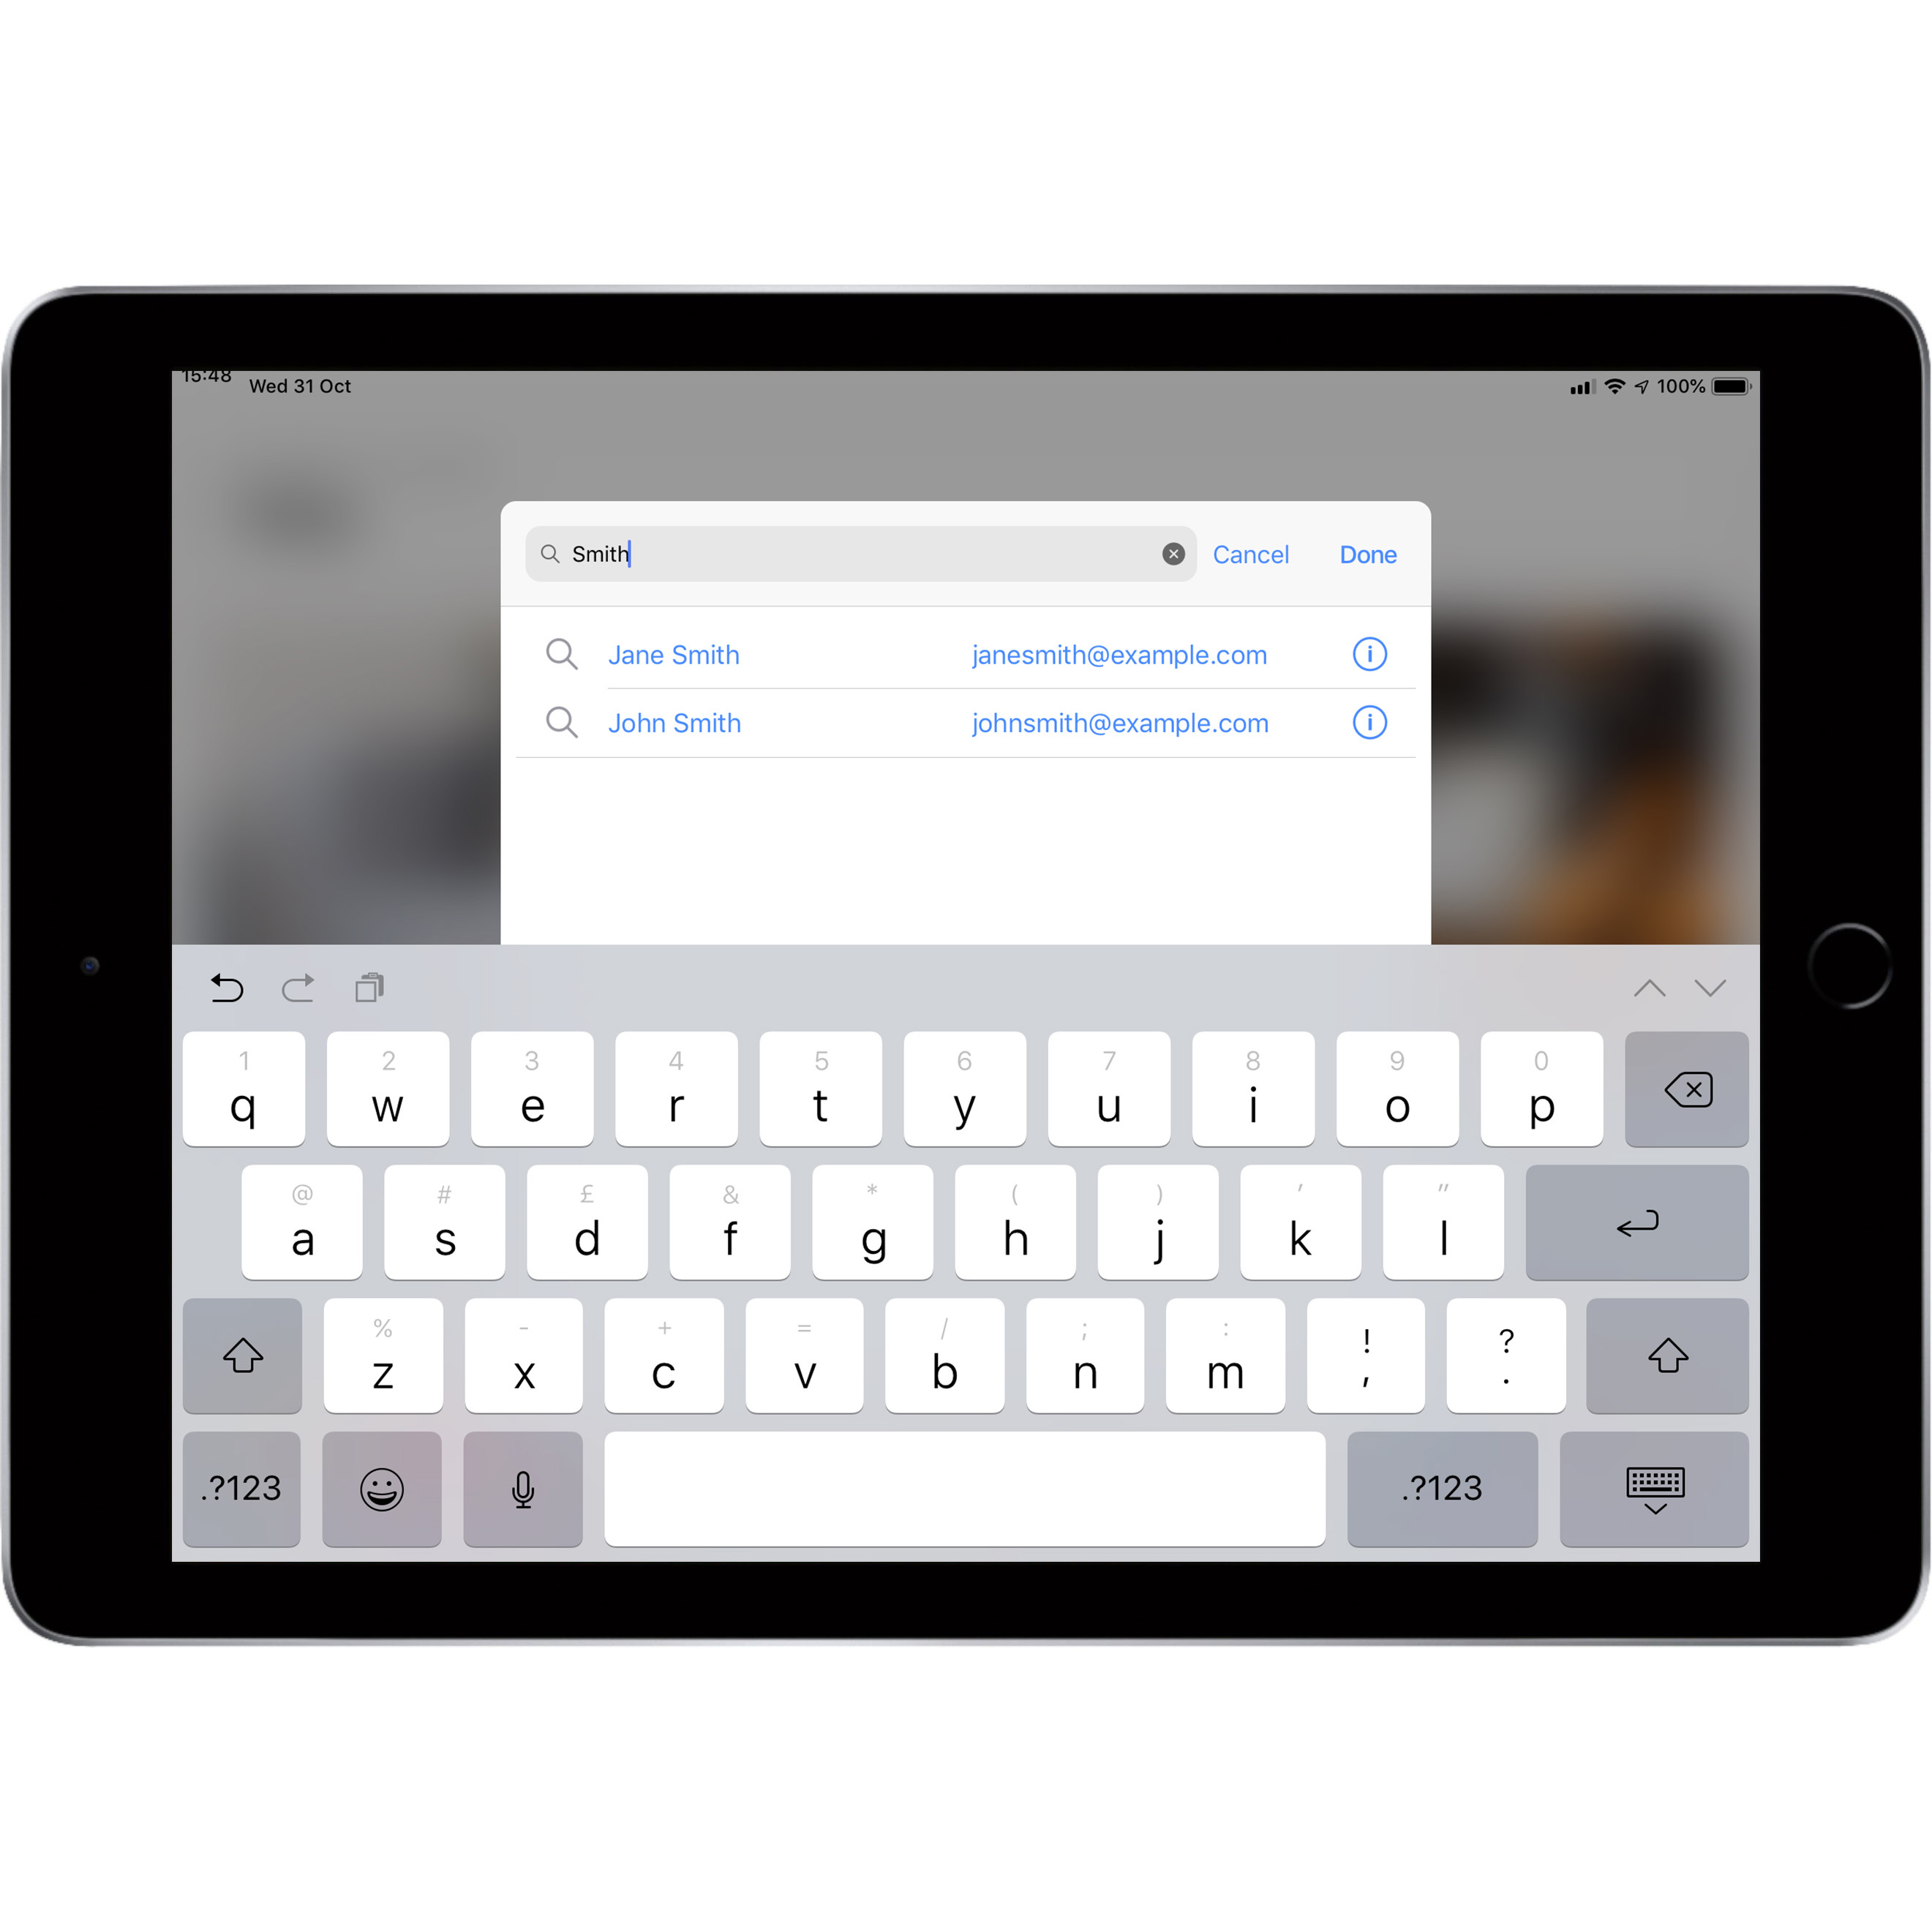 15:48 Wed 31 Oct 100%
Smith Cancel Done
Jane Smith janesmith@example.com
John Smith johnsmith@example.com
1 2 3 4 5 6 7 8 9 0
q w e r t y u i o p
@ # £ & * ( ) ' "
a s d f g h j k l
% - + = / ; : ! ?
z x c v b n m , .
.?123 .?123